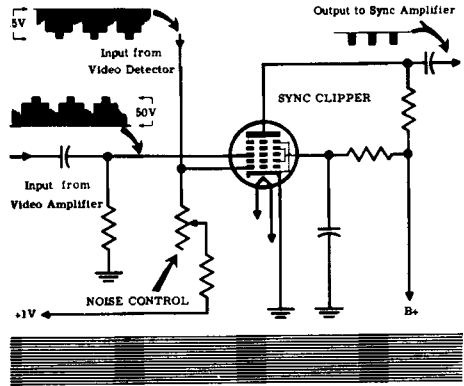 Output to Sync Amplifier
5V
Input from
Video Detector
SYNC CLIPPER
50V
Input from
Video Amplifier
NOISE CONTROL
+1V
B+